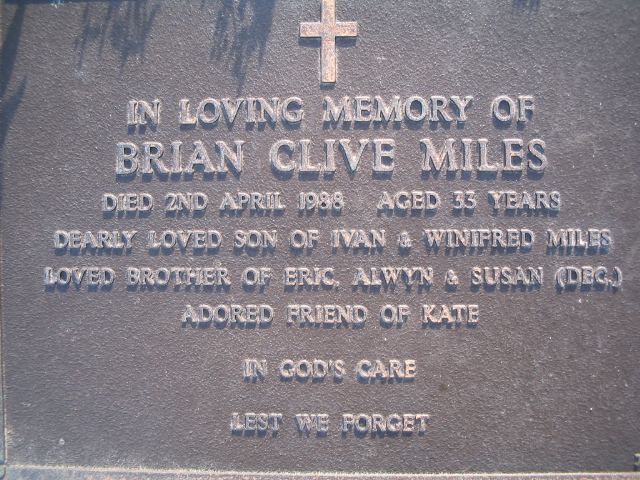 IN LOVING MEMORY OF
BRIAN CLIVE MILES
DIED 2ND APRIL 1988 AGED 33 YEARS
DEARLY LOVED SON OF IVAN & WINIFRED MILES
LOVED BROTHER OF ERIC, ALWYN & SUSAN (DEC.)
ADORED FRIEND OF KATE
IN GOD'S CARE
LEST WE FORGET